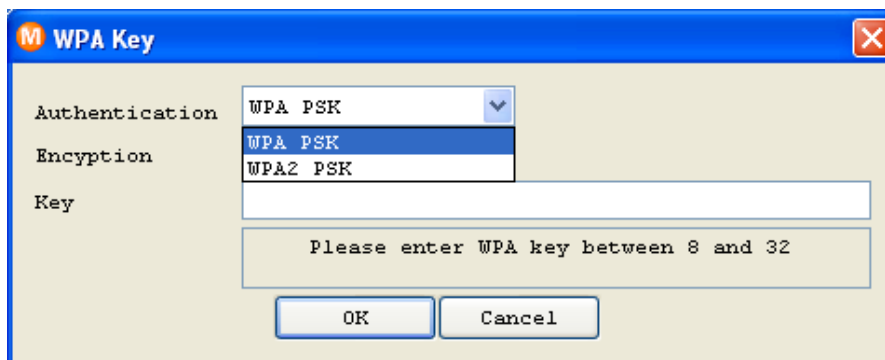 M WPA Key
Authentication WPA PSK
WPA PSK
Encyption
WPA2 PSK
Key
Please enter WPA key between 8 and 32
OK Cancel